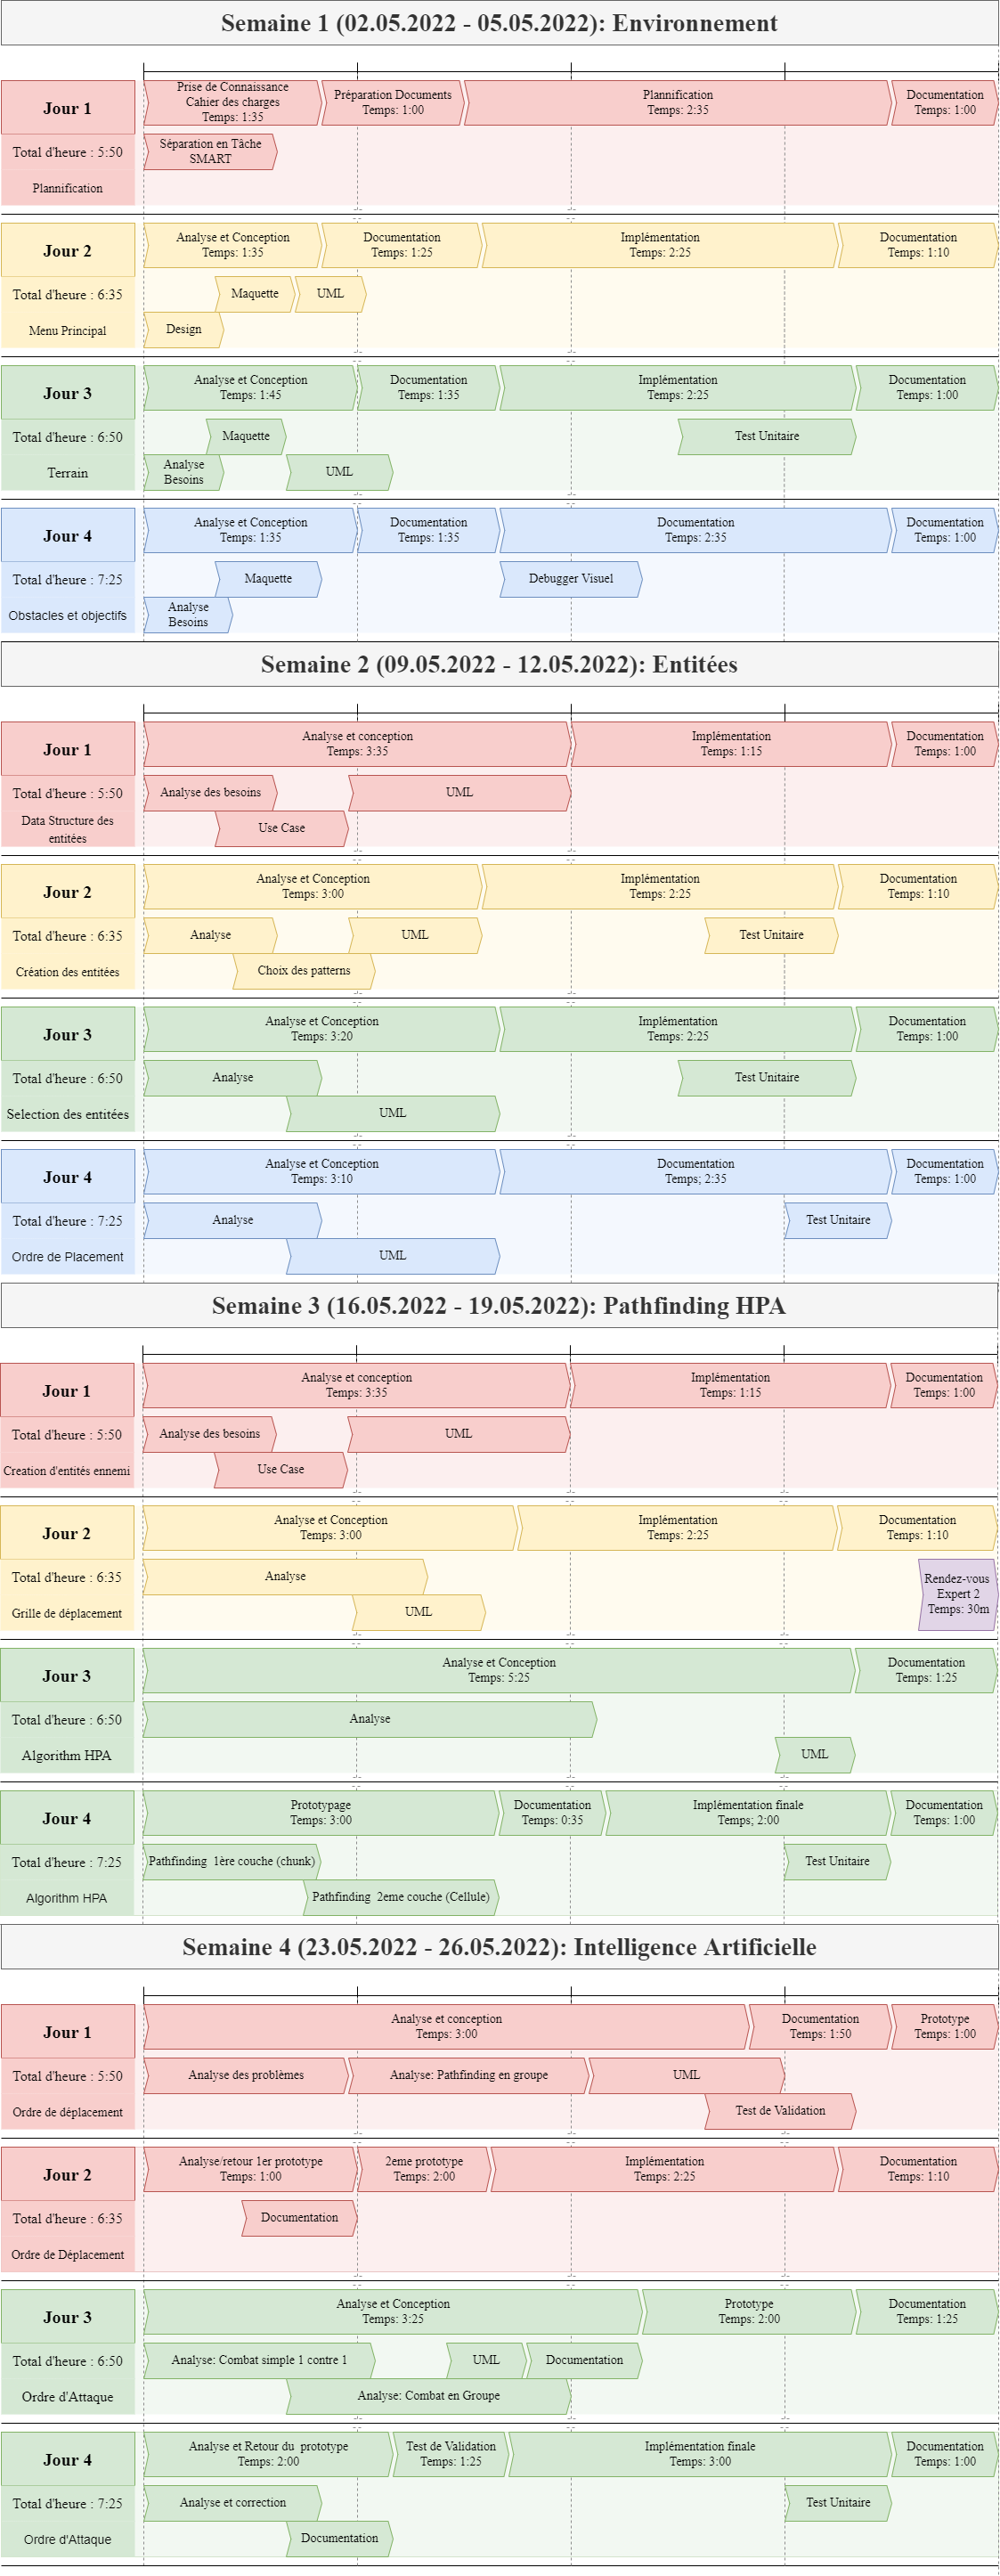 Semaine 1 (02.05.2022 - 05.05.2022): Environnement
Jour 1
Prise de Connaissance
Cahier des charges
Temps: 1:35
Préparation Documents
Temps: 1:00
Plannification
Temps: 2:35
Documentation
Temps: 1:00
Total d'heure : 5:50
Séparation en Tâche
SMART
Plannification
Jour 2
Analyse et Conception
Temps: 1:35
Documentation
Temps: 1:25
Implémentation
Temps: 2:25
Documentation
Temps: 1:10
Total d'heure : 6:35
Maquette
UML
Menu Principal
Design
Jour 3
Analyse et Conception
Temps: 1:45
Documentation
Temps: 1:35
Implémentation
Temps: 2:25
Documentation
Temps: 1:00
Total d'heure : 6:50
Maquette
Test Unitaire
Terrain
Analyse
Besoins
UML
Jour 4
Analyse et Conception
Temps: 1:35
Documentation
Temps: 1:35
Documentation
Temps: 2:35
Documentation
Temps: 1:00
Total d'heure : 7:25
Maquette
Debugger Visuel
Obstacles et objectifs
Analyse
Besoins
Semaine 2 (09.05.2022 - 12.05.2022): Entitées
Jour 1
Analyse et conception
Temps: 3:35
Implémentation
Temps: 1:15
Documentation
Temps: 1:00
Total d'heure : 5:50
Analyse des besoins
UML
Data Structure des
entitées
Use Case
Jour 2
Analyse et Conception
Temps: 3:00
Implémentation
Temps: 2:25
Documentation
Temps: 1:10
Total d'heure : 6:35
Analyse
UML
Test Unitaire
Création des entitées
Choix des patterns
Jour 3
Analyse et Conception
Temps: 3:20
Implémentation
Temps: 2:25
Documentation
Temps: 1:00
Total d'heure : 6:50
Analyse
Test Unitaire
Selection des entitées
UML
Jour 4
Analyse et Conception
Temps: 3:10
Documentation
Temps; 2:35
Documentation
Temps: 1:00
Total d'heure : 7:25
Analyse
Test Unitaire
Ordre de Placement
UML
Semaine 3 (16.05.2022 - 19.05.2022): Pathfinding HPA
Jour 1
Analyse et conception
Temps: 3:35
Implémentation
Temps: 1:15
Documentation
Temps: 1:00
Total d'heure : 5:50
Analyse des besoins
UML
Creation d'entités ennemi
Use Case
Jour 2
Analyse et Conception
Temps: 3:00
Implémentation
Temps: 2:25
Documentation
Temps: 1:10
Total d'heure : 6:35
Analyse
Rendez-vous
Expert 2
Temps: 30m
Grille de déplacement
UML
Jour 3
Analyse et Conception
Temps: 5:25
Documentation
Temps: 1:25
Total d'heure : 6:50
Analyse
Algorithm HPA
UML
Jour 4
Prototypage
Temps: 3:00
Documentation
Temps: 0:35
Implémentation finale
Temps; 2:00
Documentation
Temps: 1:00
Total d'heure : 7:25
Pathfinding 1ère couche (chunk)
Test Unitaire
Algorithm HPA
Pathfinding 2eme couche (Cellule)
Semaine 4 (23.05.2022 - 26.05.2022): Intelligence Artificielle
Jour 1
Analyse et conception
Temps: 3:00
Documentation
Temps: 1:50
Prototype
Temps: 1:00
Total d'heure : 5:50
Analyse des problèmes
Analyse: Pathfinding en groupe
UML
Ordre de déplacement
Test de Validation
Jour 2
Analyse/retour 1er prototype
Temps: 1:00
2eme prototype
Temps: 2:00
Implémentation
Temps: 2:25
Documentation
Temps: 1:10
Total d'heure : 6:35
Documentation
Ordre de Déplacement
Jour 3
Analyse et Conception
Temps: 3:25
Prototype
Temps: 2:00
Documentation
Temps: 1:25
Total d'heure : 6:50
Analyse: Combat simple 1 contre 1
UML
Documentation
Ordre d'Attaque
Analyse: Combat en Groupe
Jour 4
Analyse et Retour du prototype
Temps: 2:00
Test de Validation
Temps: 1:25
Implémentation finale
Temps: 3:00
Documentation
Temps: 1:00
Total d'heure : 7:25
Analyse et correction
Test Unitaire
Ordre d'Attaque
Documentation